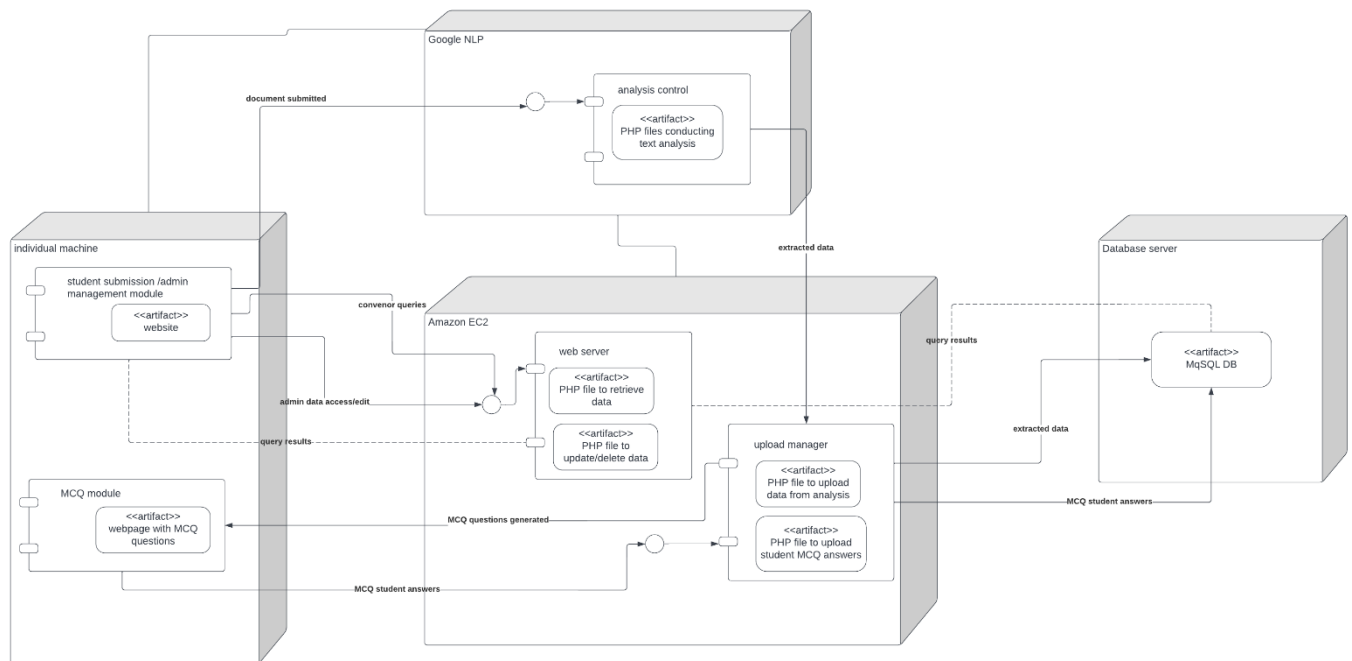 Google NLP
analysis control
<<artifact>>
PHP files conducting
text analysis
document submitted
extracted data
individual machine
student submission /admin
management module
<<artifact>>
website
convenor queries
admin data access/edit
query results
MCQ module
<<artifact>>
webpage with MCQ
questions
Amazon EC2
web server
<<artifact>>
PHP file to retrieve
data
<<artifact>>
PHP file to
update/delete data
upload manager
<<artifact>>
PHP file to upload
data from analysis
<<artifact>>
PHP file to upload
student MCQ answers
MCQ questions generated
MCQ student answers
query results
extracted data
MCQ student answers
Database server
<<artifact>>
MqSQL DB